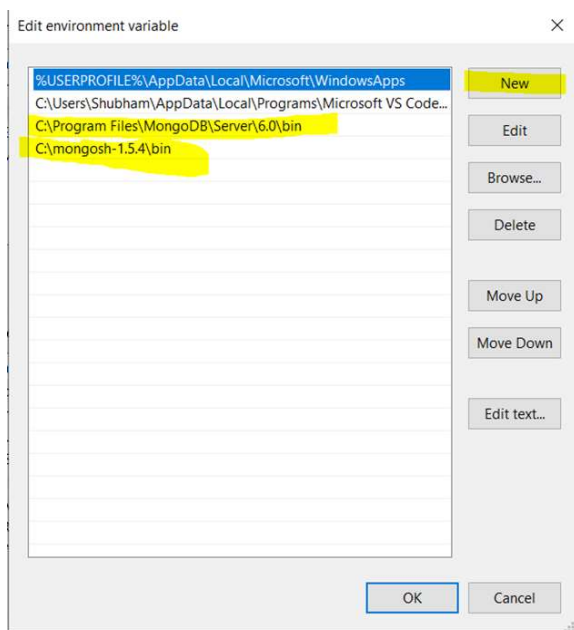 Edit environment variable
%USERPROFILE%\AppData\Local\Microsoft\WindowsApps
C:\Users\Shubham\AppData\Local\Programs\Microsoft VS Code...
C:\Program Files\MongoDB\Server\6.0\bin
C:\mongosh-1.5.4\bin
New
Edit
Browse...
Delete
Move Up
Move Down
Edit text...
OK
Cancel